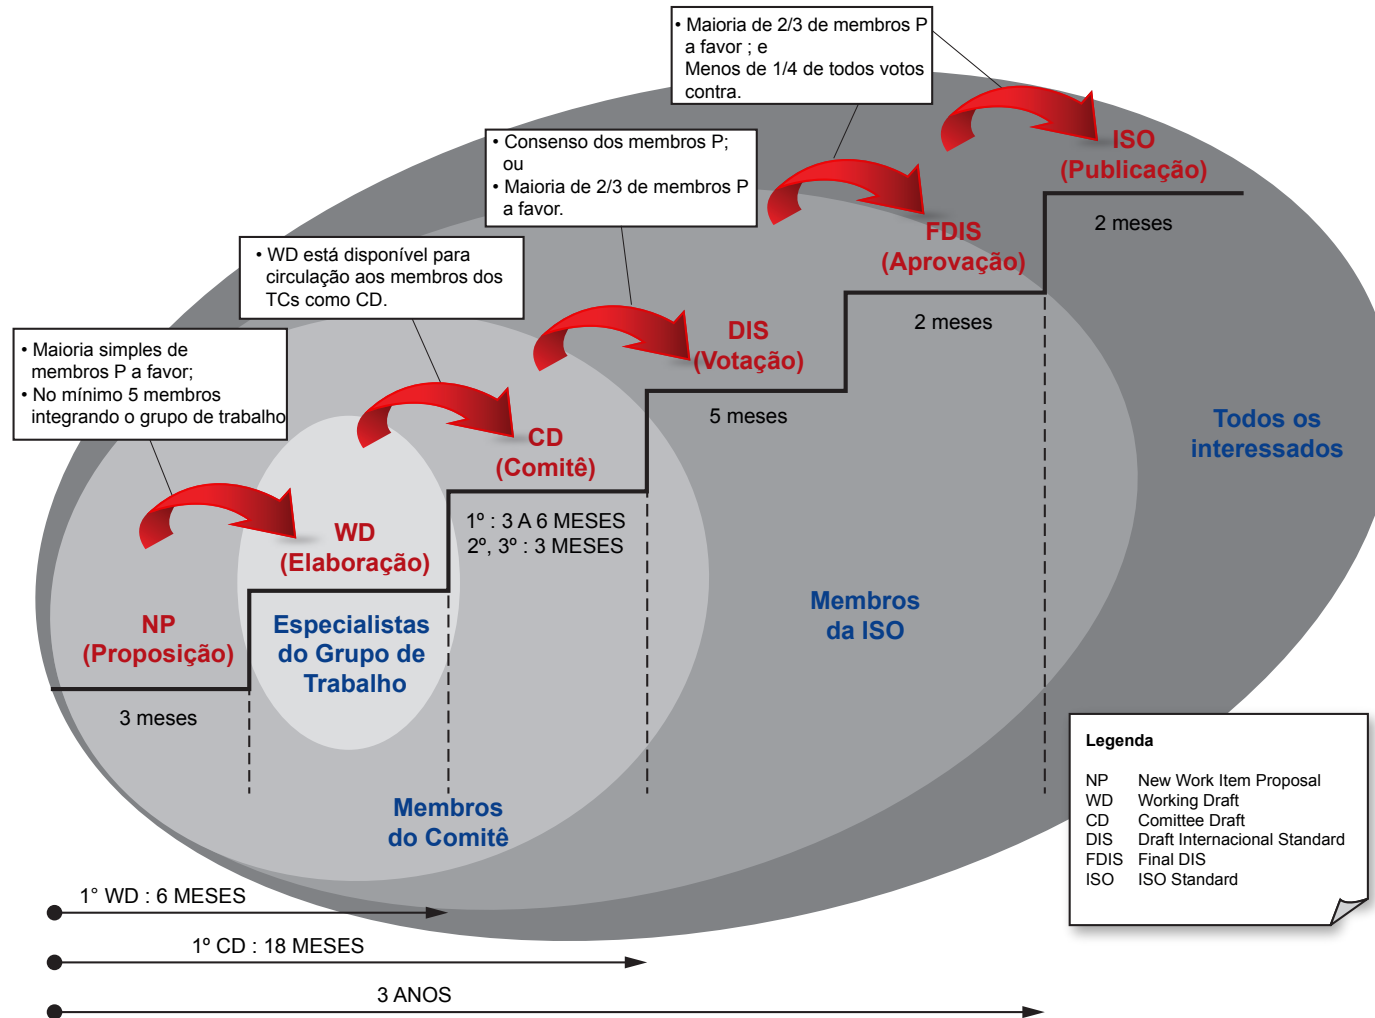 • Maioria de 2/3 de membros P
a favor ; e
Menos de 1/4 de todos votos
contra.
ISO
(Publicação)
2 meses
• Consenso dos membros P;
ou
• Maioria de 2/3 de membros P
a favor.
FDIS
(Aprovação)
2 meses
• WD está disponível para
circulação aos membros dos
TCs como CD.
DIS
(Votação)
5 meses
• Maioria simples de
membros P a favor;
• No mínimo 5 membros
integrando o grupo de trabalho
CD
(Comitê)
1º : 3 A 6 MESES
2º, 3º : 3 MESES
Todos os
interessados
WD
(Elaboração)
Especialistas
do Grupo de
Trabalho
NP
(Proposição)
3 meses
Membros
da ISO
Membros
do Comitê
Legenda
NP New Work Item Proposal
WD Working Draft
CD Comittee Draft
DIS Draft Internacional Standard
FDIS Final DIS
ISO ISO Standard
1° WD : 6 MESES
1º CD : 18 MESES
3 ANOS